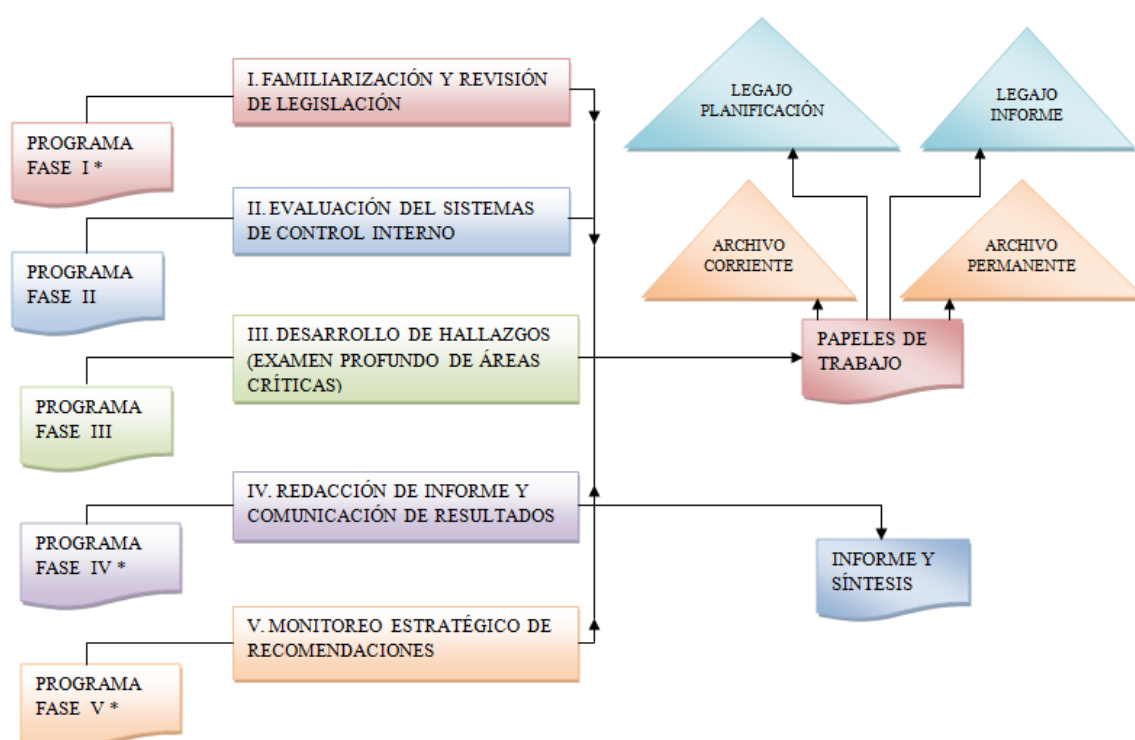 I. FAMILIARIZACIÓN Y REVISIÓN
DE LEGISLACIÓN
PROGRAMA
FASE I *
II. EVALUACIÓN DEL SISTEMAS
DE CONTROL INTERNO
PROGRAMA
FASE II
III. DESARROLLO DE HALLAZGOS
(EXAMEN PROFUNDO DE ÁREAS
CRÍTICAS)
PROGRAMA
FASE III
IV. REDACCIÓN DE INFORME Y
COMUNICACIÓN DE RESULTADOS
PROGRAMA
FASE IV *
V. MONITOREO ESTRATÉGICO DE
RECOMENDACIONES
PROGRAMA
FASE V *
LEGAJO
PLANIFICACIÓN
LEGAJO
INFORME
ARCHIVO
CORRIENTE
ARCHIVO
PERMANENTE
PAPELES DE
TRABAJO
INFORME Y
SÍNTESIS